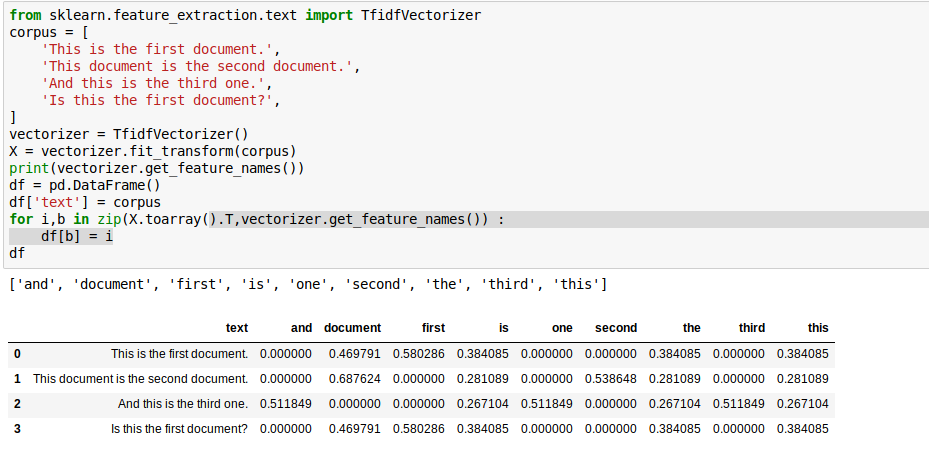 from sklearn.feature_extraction.text import TfidfVectorizer
corpus = [
    'This is the first document.',
    'This document is the second document.',
    'And this is the third one.',
    'Is this the first document?',
]
vectorizer = TfidfVectorizer()
X = vectorizer.fit_transform(corpus)
print(vectorizer.get_feature_names())
df = pd.DataFrame()
df['text'] = corpus
for i,b in zip(X.toarray().T,vectorizer.get_feature_names()) :
    df[b] = i
df
['and', 'document', 'first', 'is', 'one', 'second', 'the', 'third', 'this']
text and document first is one second the third this
0 This is the first document. 0.000000 0.469791 0.580286 0.384085 0.000000 0.000000 0.384085 0.000000 0.384085
1 This document is the second document. 0.000000 0.687624 0.000000 0.281089 0.000000 0.538648 0.281089 0.000000 0.281089
2 And this is the third one. 0.511849 0.000000 0.000000 0.267104 0.511849 0.000000 0.267104 0.511849 0.267104
3 Is this the first document? 0.000000 0.469791 0.580286 0.384085 0.000000 0.000000 0.384085 0.000000 0.384085